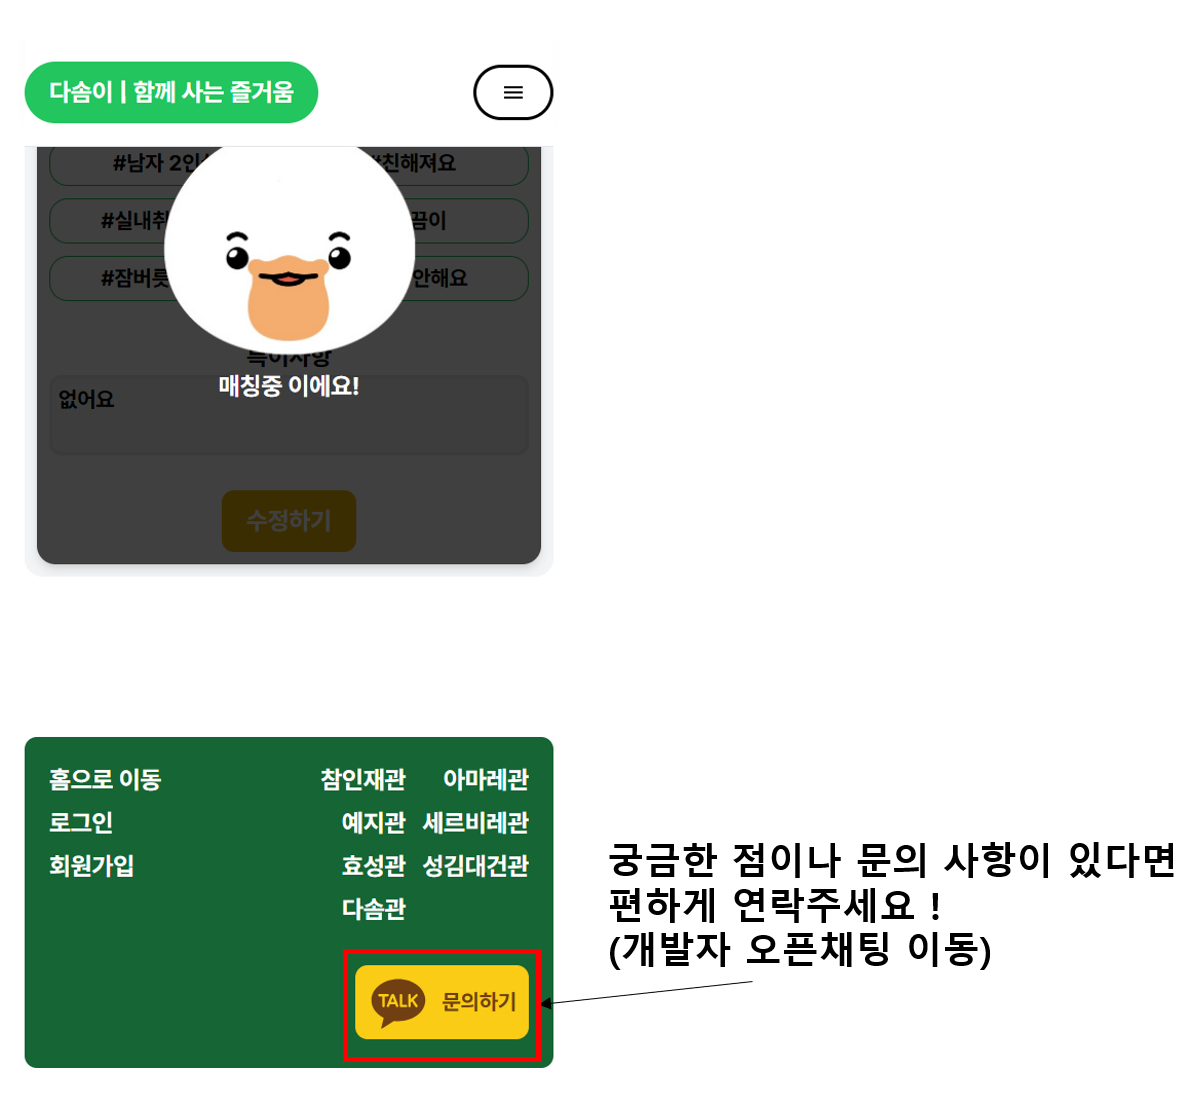 다솜이 | 함께 사는 즐거움
#남자 2인 #친해져요
#실내취 끔이
#잠버릇 안해요
특이사항
매칭중 이에요!
없어요
수정하기
홈으로 이동 참인재관 아마레관
로그인 예지관 세르비레관
회원가입 효성관 성김대건관
다솜관
궁금한 점이나 문의 사항이 있다면
편하게 연락주세요 !
(개발자 오픈채팅 이동)
TALK 문의하기